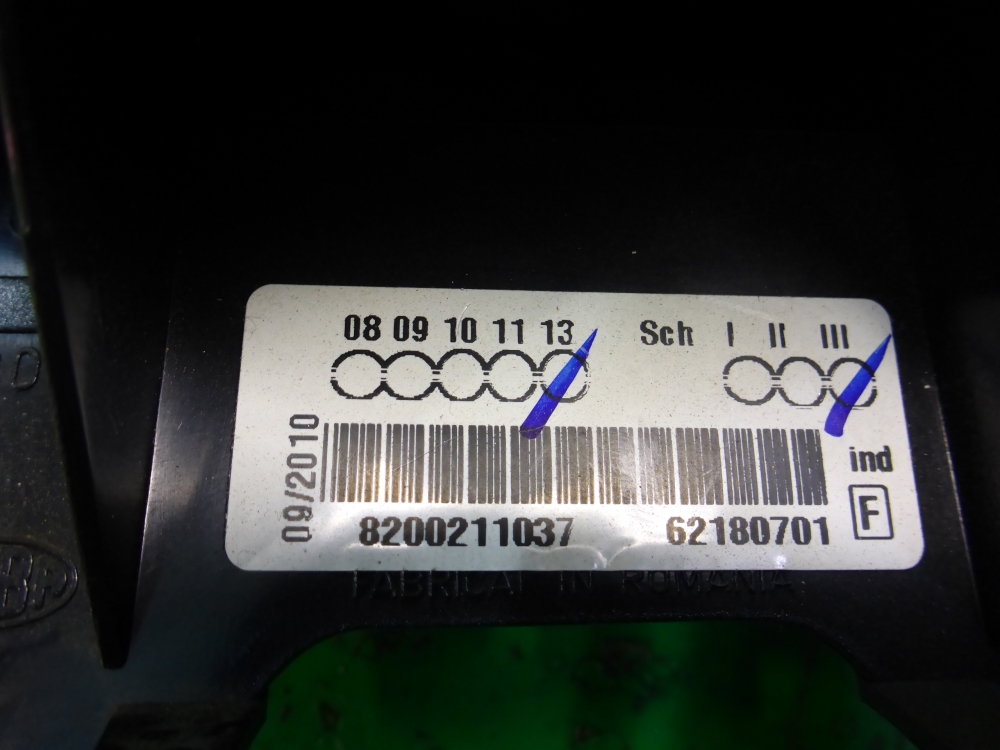 08 09 10 11 13 Sch I II III
09/2010
ind
F
8200211037 62180701
FABRICAT IN ROMANIA